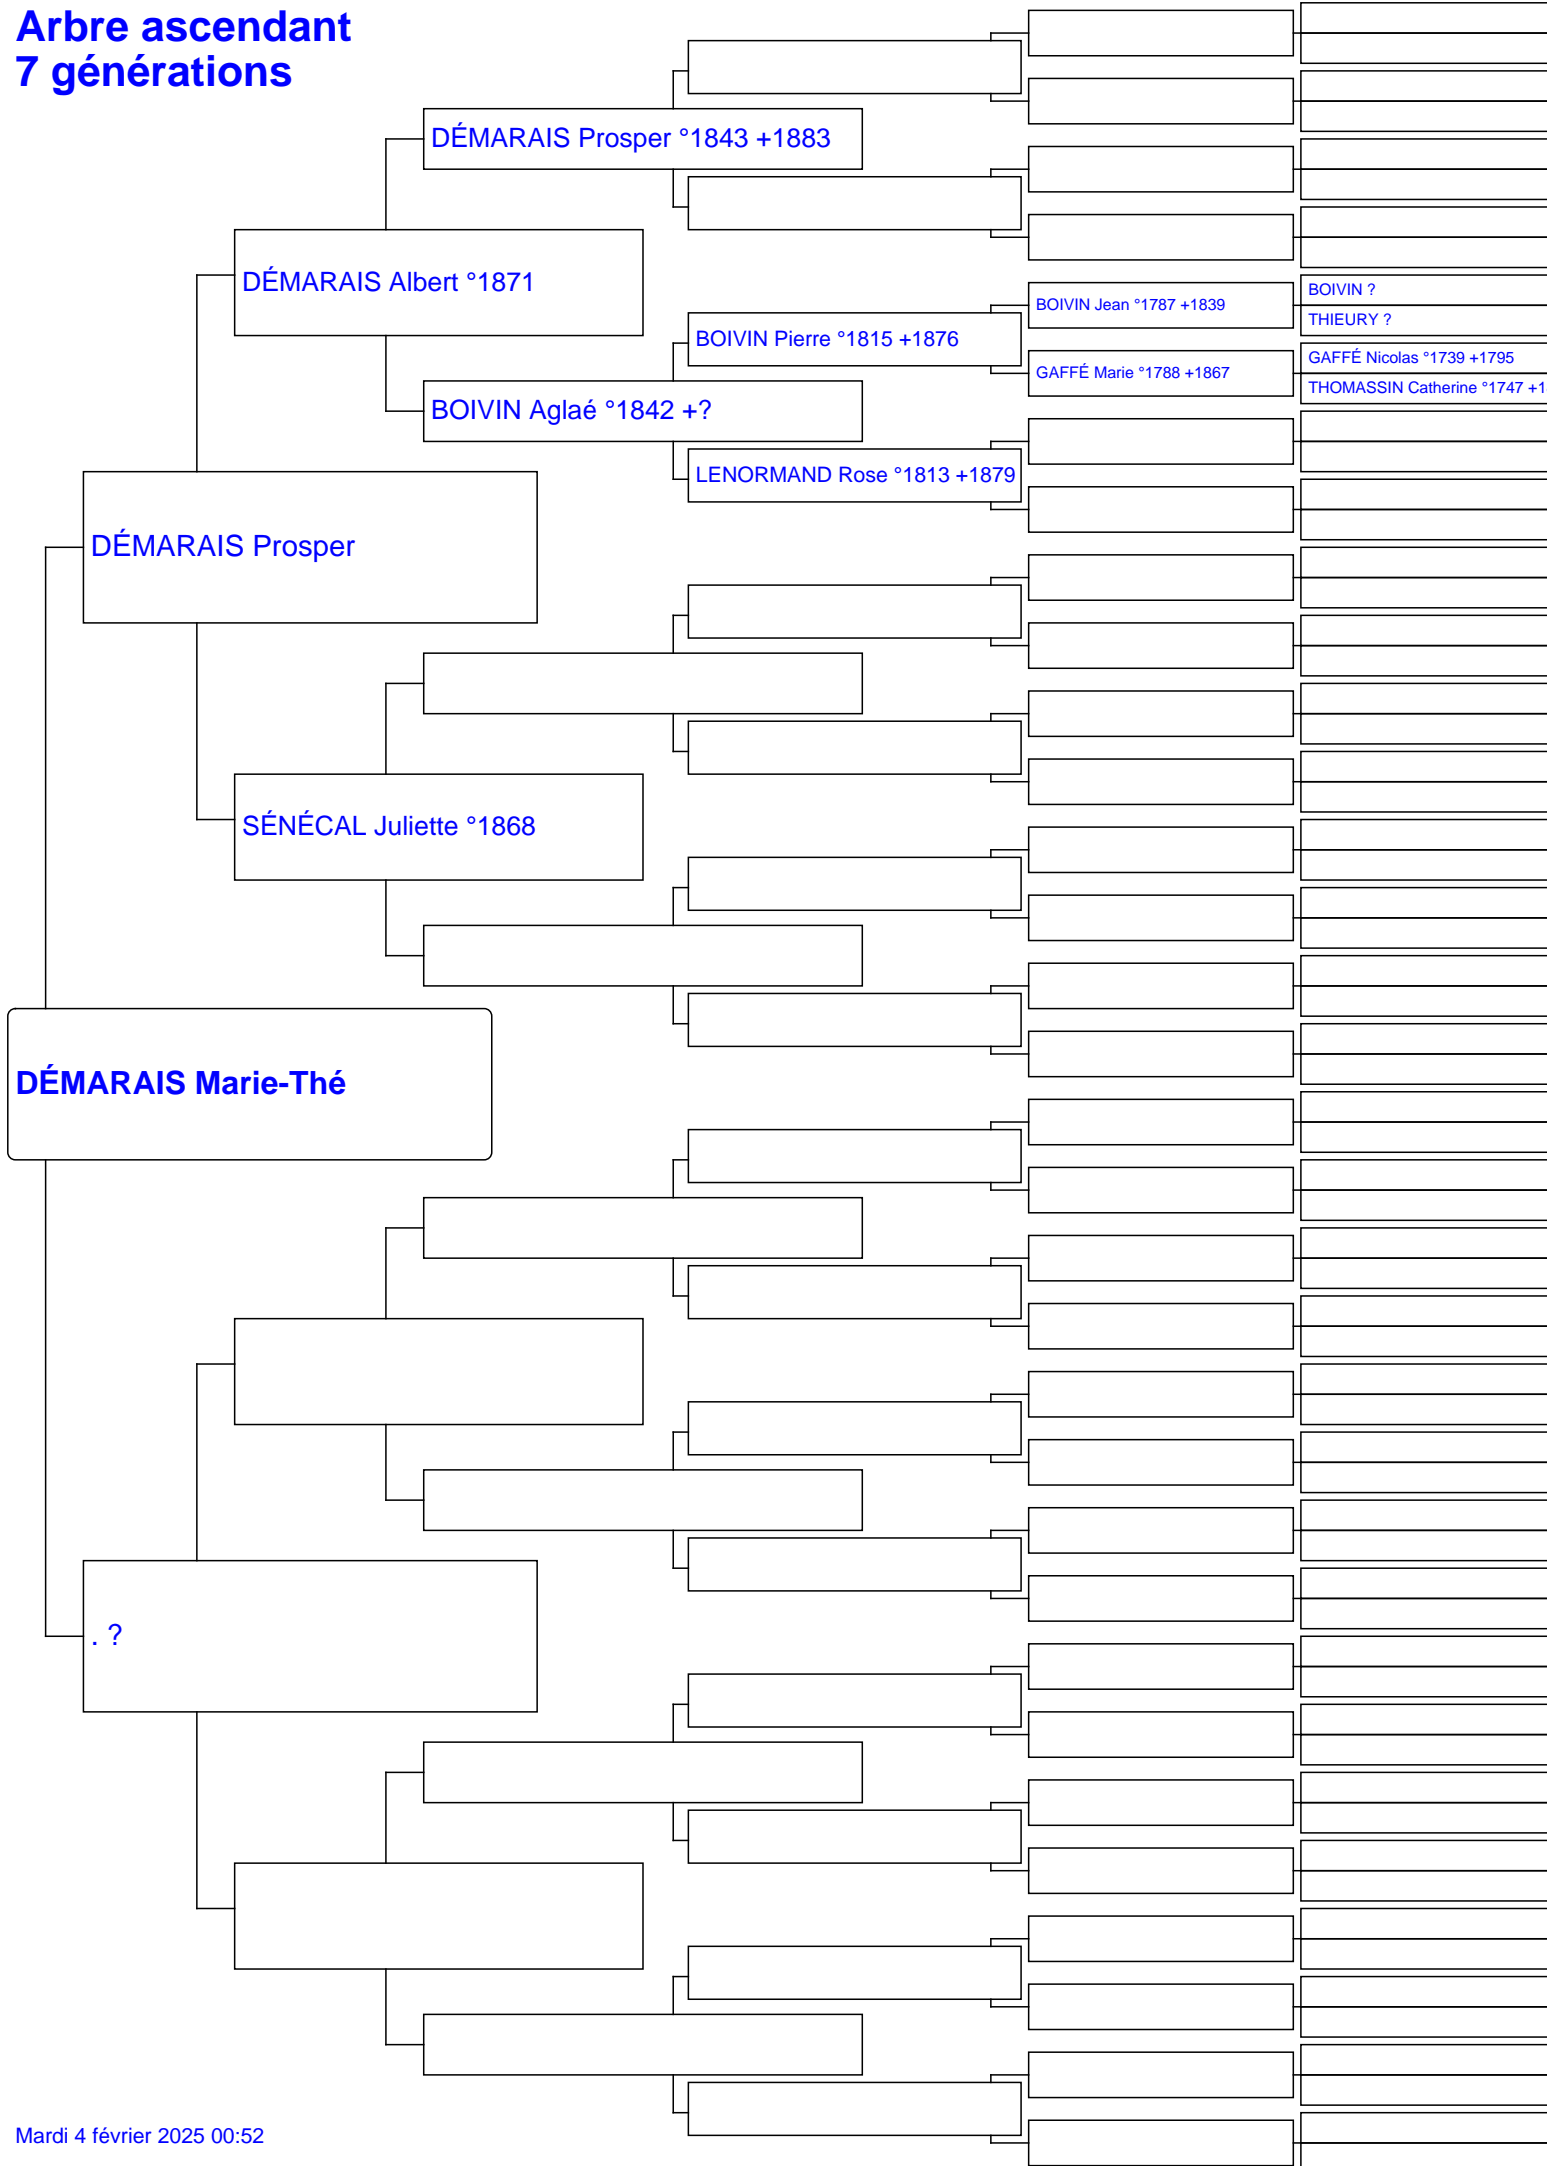 Arbre ascendant
7 générations
DÉMARAIS Prosper °1843 +1883
DÉMARAIS Albert °1871
BOIVIN Jean °1787 +1839
BOIVIN ?
THIEURY ?
BOIVIN Pierre °1815 +1876
GAFFÉ Marie °1788 +1867
GAFFÉ Nicolas °1739 +1795
THOMASSIN Catherine °1747 +1
BOIVIN Aglaé °1842 +?
LENORMAND Rose °1813 +1879
DÉMARAIS Prosper
SÉNÉCAL Juliette °1868
DÉMARAIS Marie-Thé
. ?
Mardi 4 février 2025 00:52